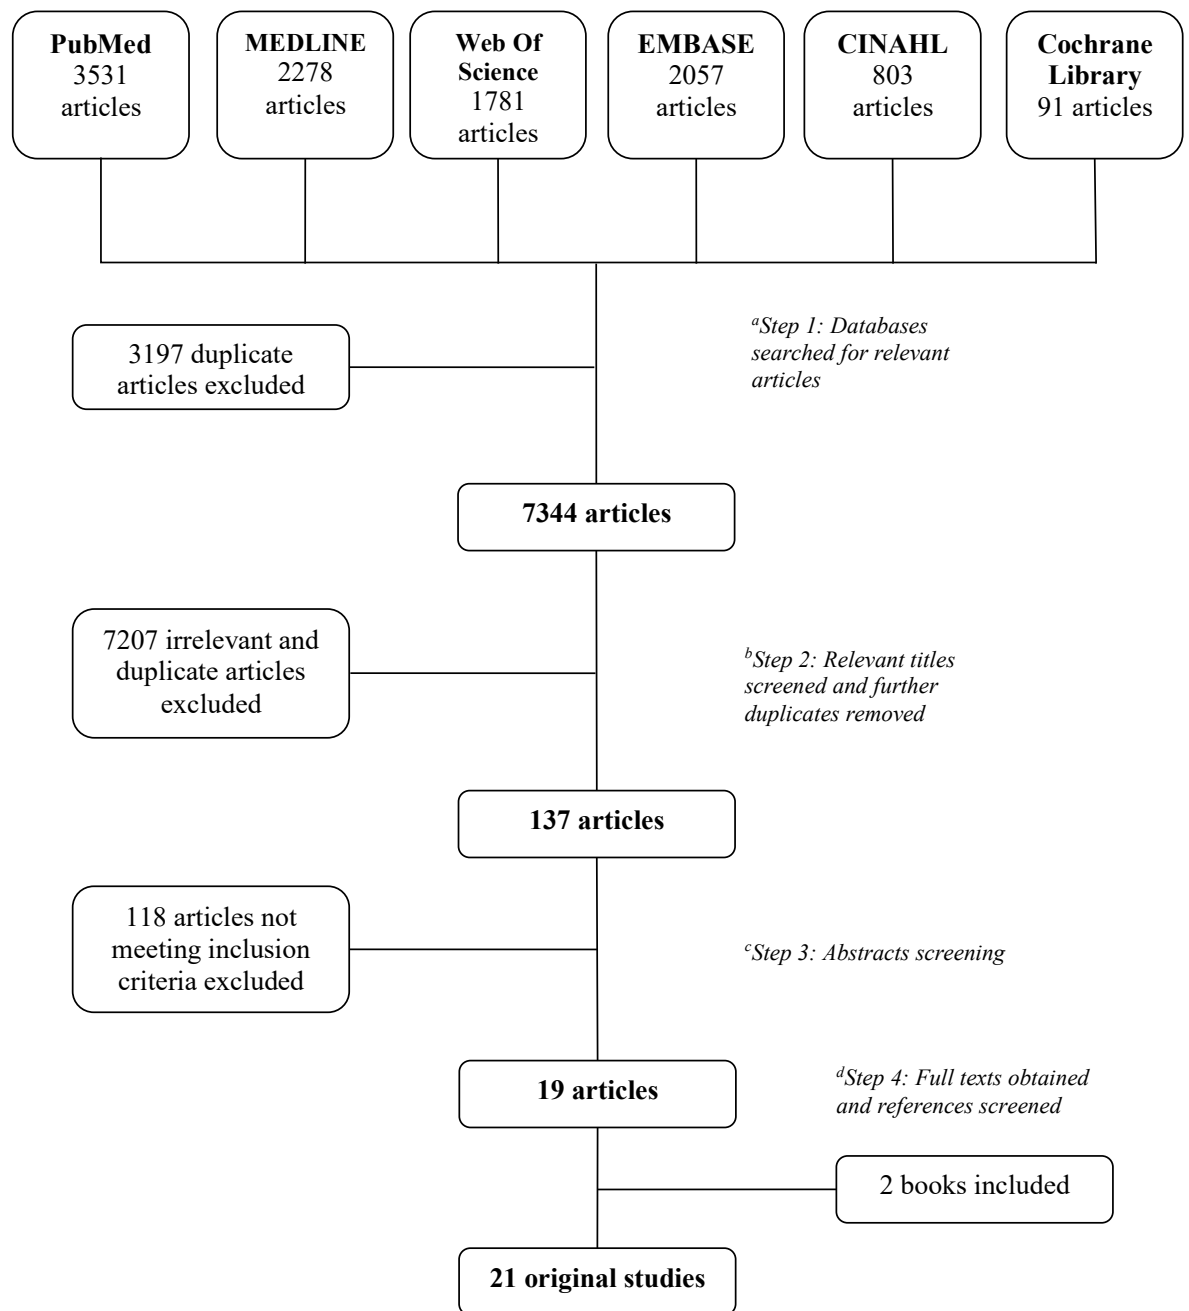 PubMed
3531
articles
MEDLINE
2278
articles
Web Of
Science
1781
articles
EMBASE
2057
articles
CINAHL
803
articles
Cochrane
Library
91 articles
3197 duplicate
articles excluded
aStep 1: Databases
searched for relevant
articles
7344 articles
7207 irrelevant and
duplicate articles
excluded
bStep 2: Relevant titles
screened and further
duplicates removed
137 articles
118 articles not
meeting inclusion
criteria excluded
cStep 3: Abstracts screening
19 articles
dStep 4: Full texts obtained
and references screened
2 books included
21 original studies